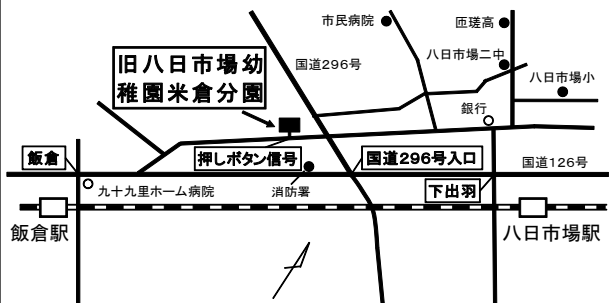 市民病院
匝瑳高
旧八日市場幼
稚園米倉分園
国道296号
八日市場二中
八日市場小
銀行
飯倉
押しボタン信号
国道296号入口
国道126号
九十九里ホーム病院
消防署
下出羽
飯倉駅
八日市場駅